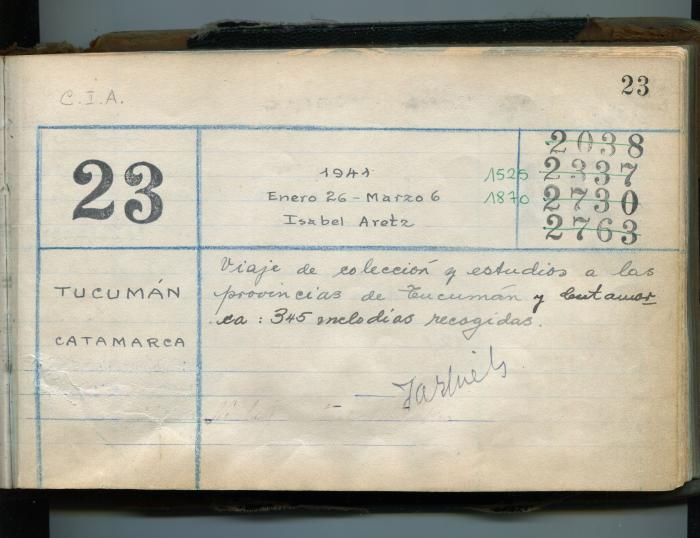 C.I.A.
23
23
1941
Enero 26 - Marzo 6
Isabel Aretz
1525
1870
2038
2337
2730
2763
TUCUMÁN
CATAMARCA
Viaje de colección y estudios a las
provincias de Tucumán y Catamar-
ca : 345 melodías recogidas.